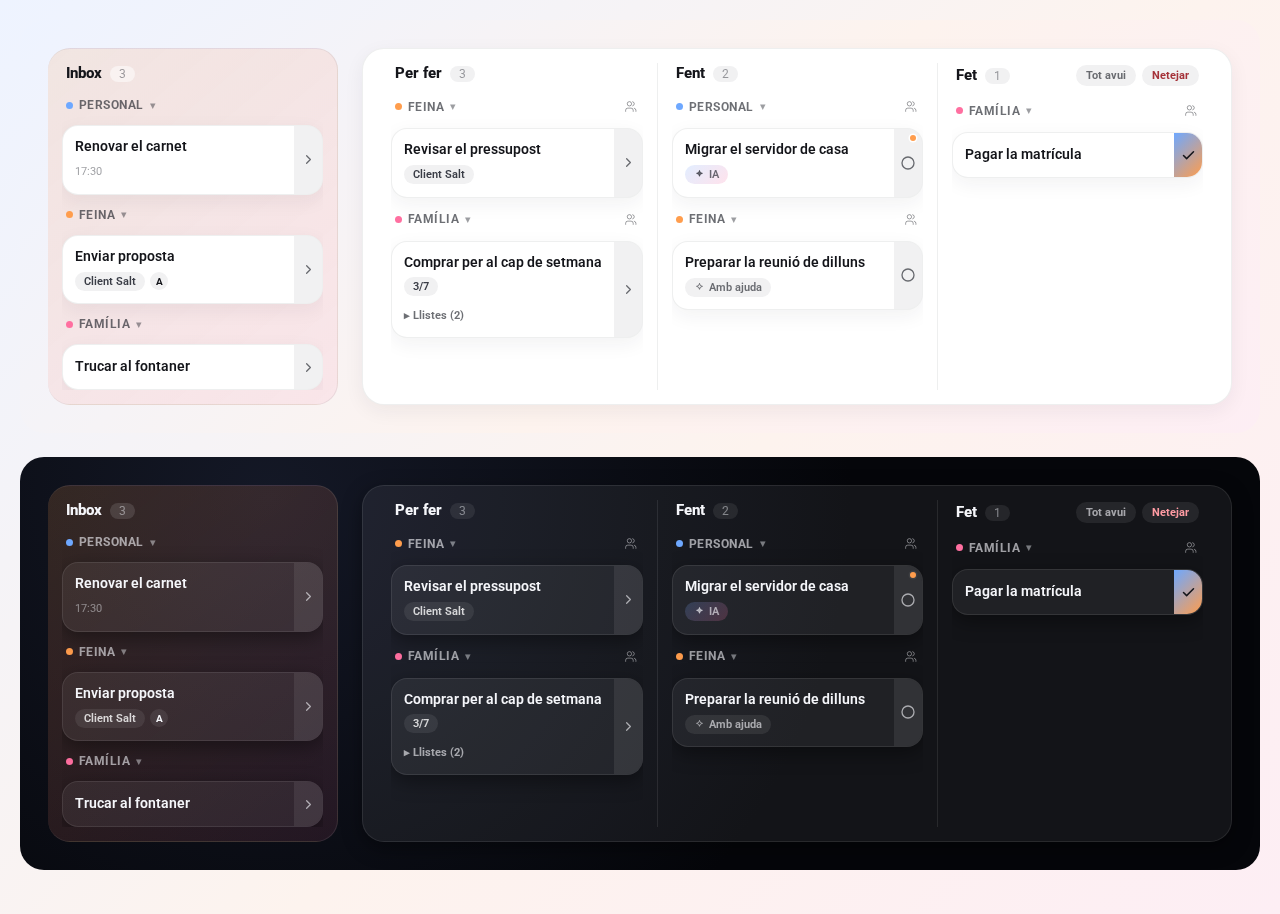 Inbox 3
PERSONAL ▾
Renovar el carnet
17:30
FEINA ▾
Enviar proposta
Client Salt A
FAMÍLIA ▾
Trucar al fontaner
Per fer 3
FEINA ▾
Revisar el pressupost
Client Salt
FAMÍLIA ▾
Comprar per al cap de setmana
3/7
▸ Llistes (2)
Fent 2
PERSONAL ▾
Migrar el servidor de casa
✦ IA
FEINA ▾
Preparar la reunió de dilluns
✧ Amb ajuda
Fet 1 Tot avui Netejar
FAMÍLIA ▾
Pagar la matrícula
Inbox 3
PERSONAL ▾
Renovar el carnet
17:30
FEINA ▾
Enviar proposta
Client Salt A
FAMÍLIA ▾
Trucar al fontaner
Per fer 3
FEINA ▾
Revisar el pressupost
Client Salt
FAMÍLIA ▾
Comprar per al cap de setmana
3/7
▸ Llistes (2)
Fent 2
PERSONAL ▾
Migrar el servidor de casa
✦ IA
FEINA ▾
Preparar la reunió de dilluns
✧ Amb ajuda
Fet 1 Tot avui Netejar
FAMÍLIA ▾
Pagar la matrícula